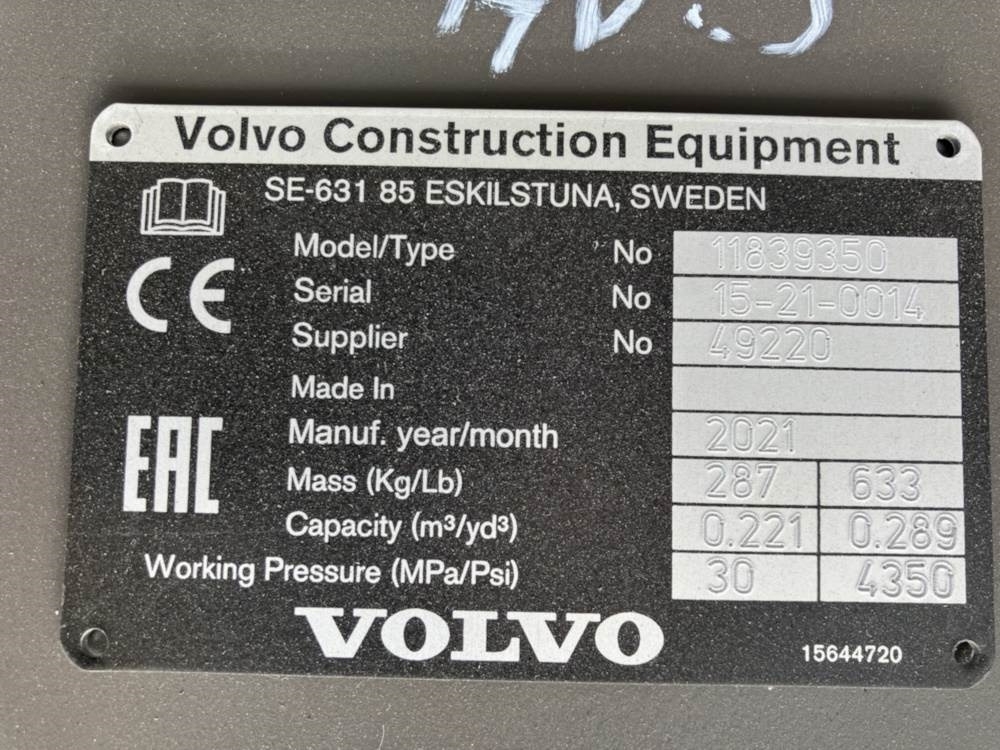 Volvo Construction Equipment
SE-631 85 ESKILSTUNA, SWEDEN
Model/Type No 11839350
Serial No 15-21-0014
Supplier No 49220
Made In
Manuf. year/month 2021
Mass (Kg/Lb) 287 633
Capacity (m³/yd³) 0.221 0.289
Working Pressure (MPa/Psi) 30 4350
CE
EAC
VOLVO
15644720